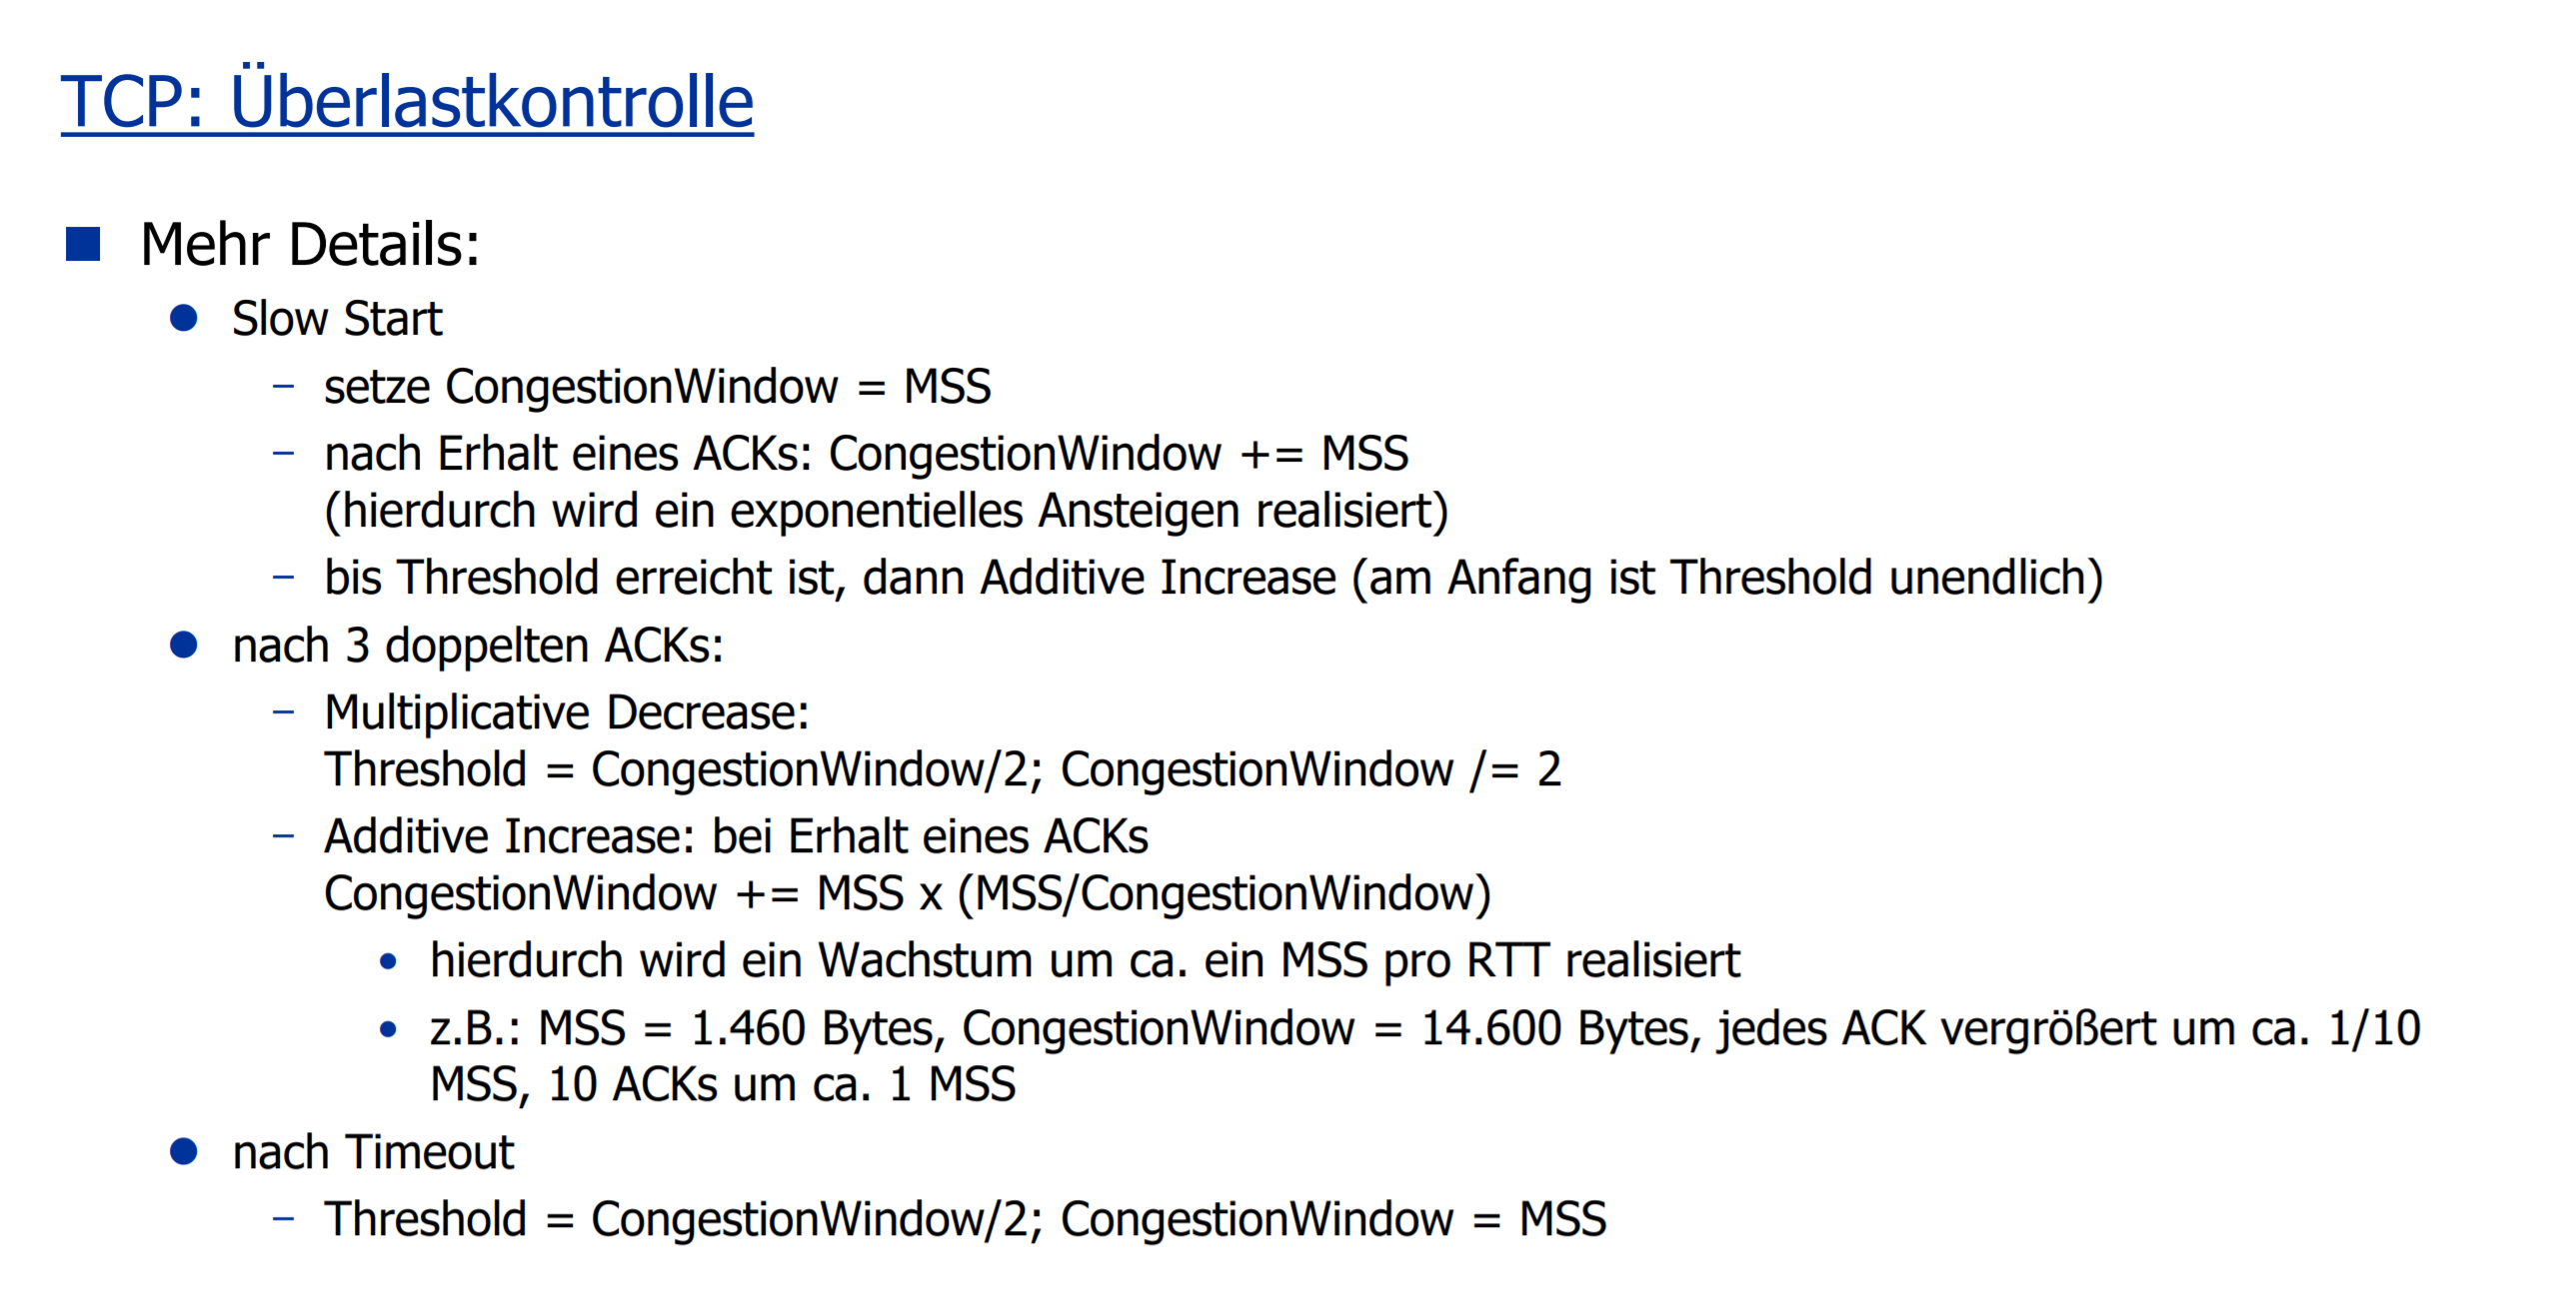 TCP: Überlastkontrolle
Mehr Details:
Slow Start
– setze CongestionWindow = MSS
– nach Erhalt eines ACKs: CongestionWindow += MSS
(hierdurch wird ein exponentielles Ansteigen realisiert)
– bis Threshold erreicht ist, dann Additive Increase (am Anfang ist Threshold unendlich)
nach 3 doppelten ACKs:
– Multiplicative Decrease:
Threshold = CongestionWindow/2; CongestionWindow /= 2
– Additive Increase: bei Erhalt eines ACKs
CongestionWindow += MSS x (MSS/CongestionWindow)
• hierdurch wird ein Wachstum um ca. ein MSS pro RTT realisiert
• z.B.: MSS = 1.460 Bytes, CongestionWindow = 14.600 Bytes, jedes ACK vergrößert um ca. 1/10
MSS, 10 ACKs um ca. 1 MSS
nach Timeout
– Threshold = CongestionWindow/2; CongestionWindow = MSS